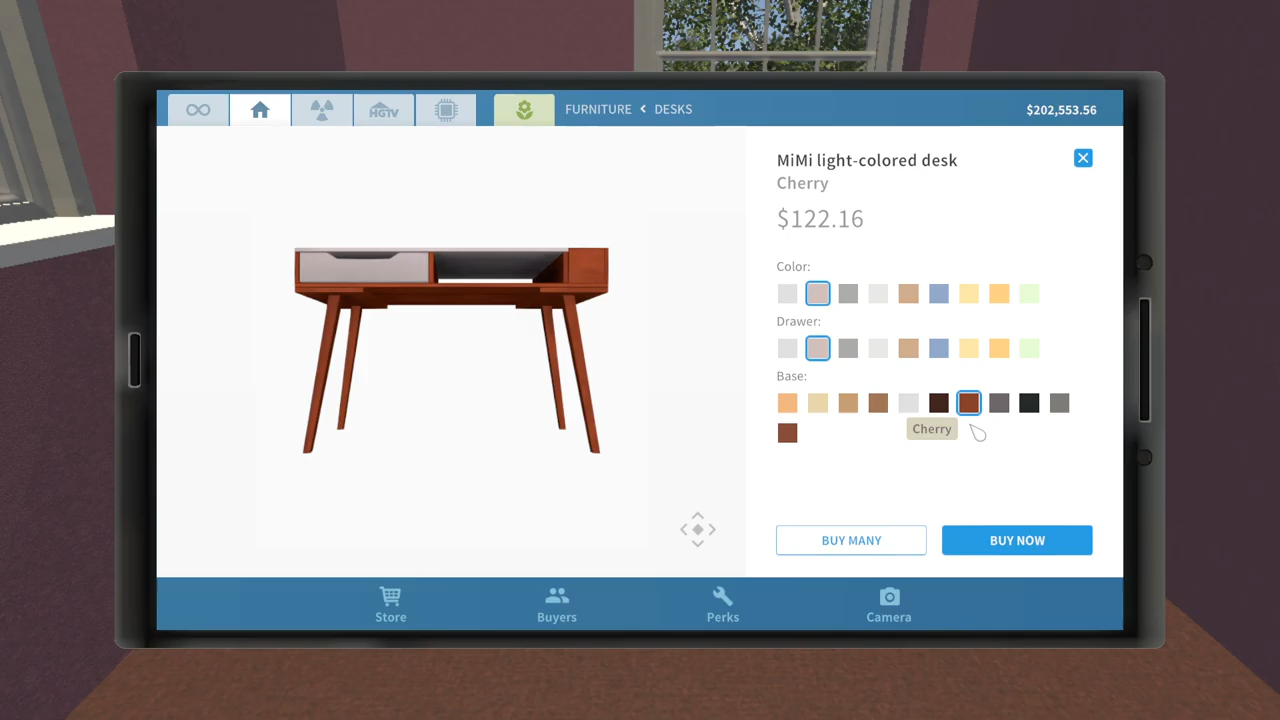 HGTV
FURNITURE < DESKS
$202,553.56
MiMi light-colored desk
Cherry
$122.16
Color:
Drawer:
Base:
Cherry
BUY MANY
BUY NOW
Store
Buyers
Perks
Camera